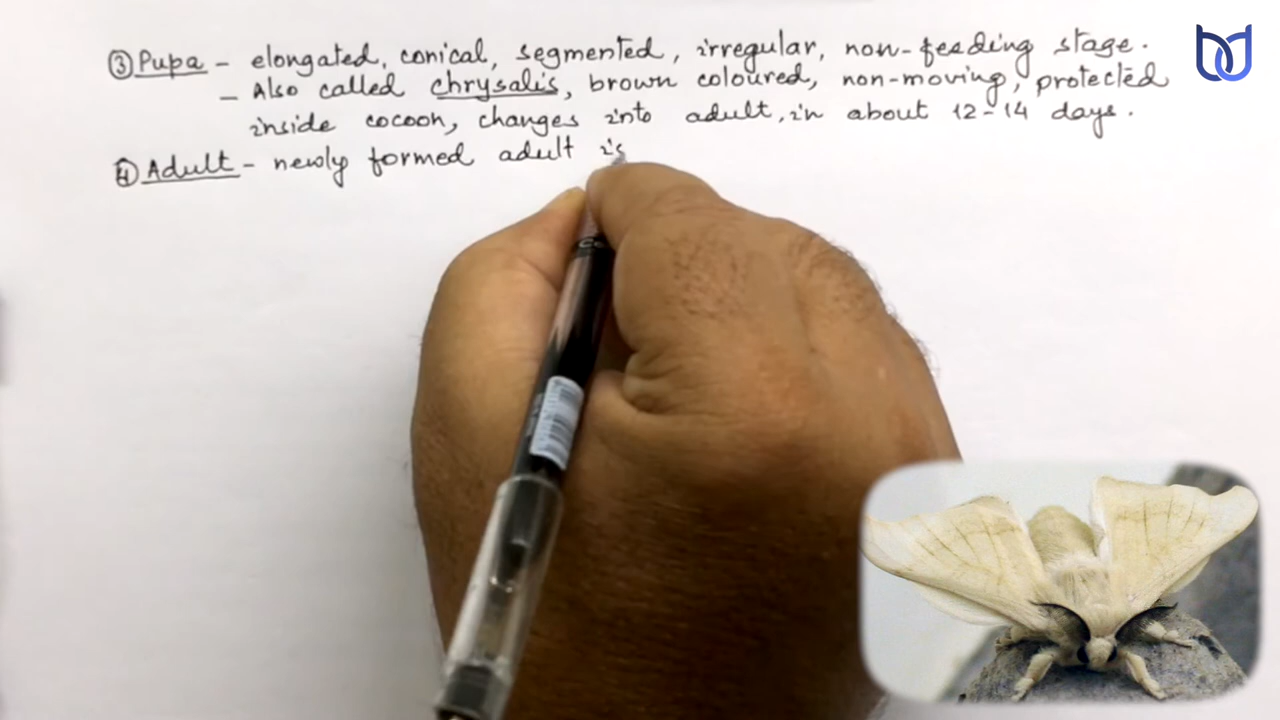 ③ Pupa - elongated, conical, segmented, irregular, non-feeding stage.
- Also called chrysalis, brown coloured, non-moving, protected
inside cocoon, changes into adult, in about 12-14 days.
④ Adult - newly formed adult is